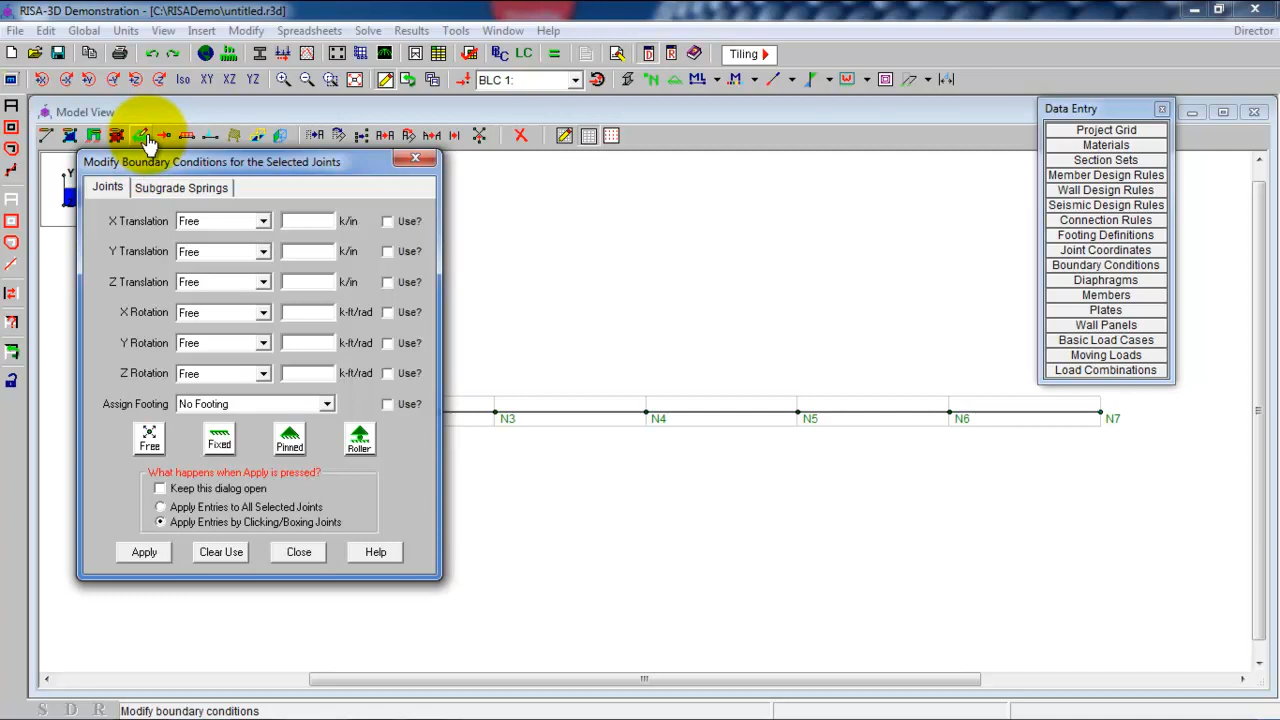 RISA-3D Demonstration - [C:\RISADemo\untitled.r3d]
File Edit Global Units View Insert Modify Spreadsheets Solve Results Tools Window Help Director
LC D R Tiling
Iso XY XZ YZ BLC 1:
Model View
Data Entry
Project Grid
Materials
Section Sets
Member Design Rules
Wall Design Rules
Seismic Design Rules
Connection Rules
Footing Definitions
Joint Coordinates
Boundary Conditions
Diaphragms
Members
Plates
Wall Panels
Basic Load Cases
Moving Loads
Load Combinations
Y
Modify Boundary Conditions for the Selected Joints
Joints Subgrade Springs
X Translation Free k/in Use?
Y Translation Free k/in Use?
Z Translation Free k/in Use?
X Rotation Free k-ft/rad Use?
Y Rotation Free k-ft/rad Use?
Z Rotation Free k-ft/rad Use?
Assign Footing No Footing Use?
Free Fixed Pinned Roller
What happens when Apply is pressed?
Keep this dialog open
Apply Entries to All Selected Joints
Apply Entries by Clicking/Boxing Joints
Apply Clear Use Close Help
N3 N4 N5 N6 N7
S D R Modify boundary conditions